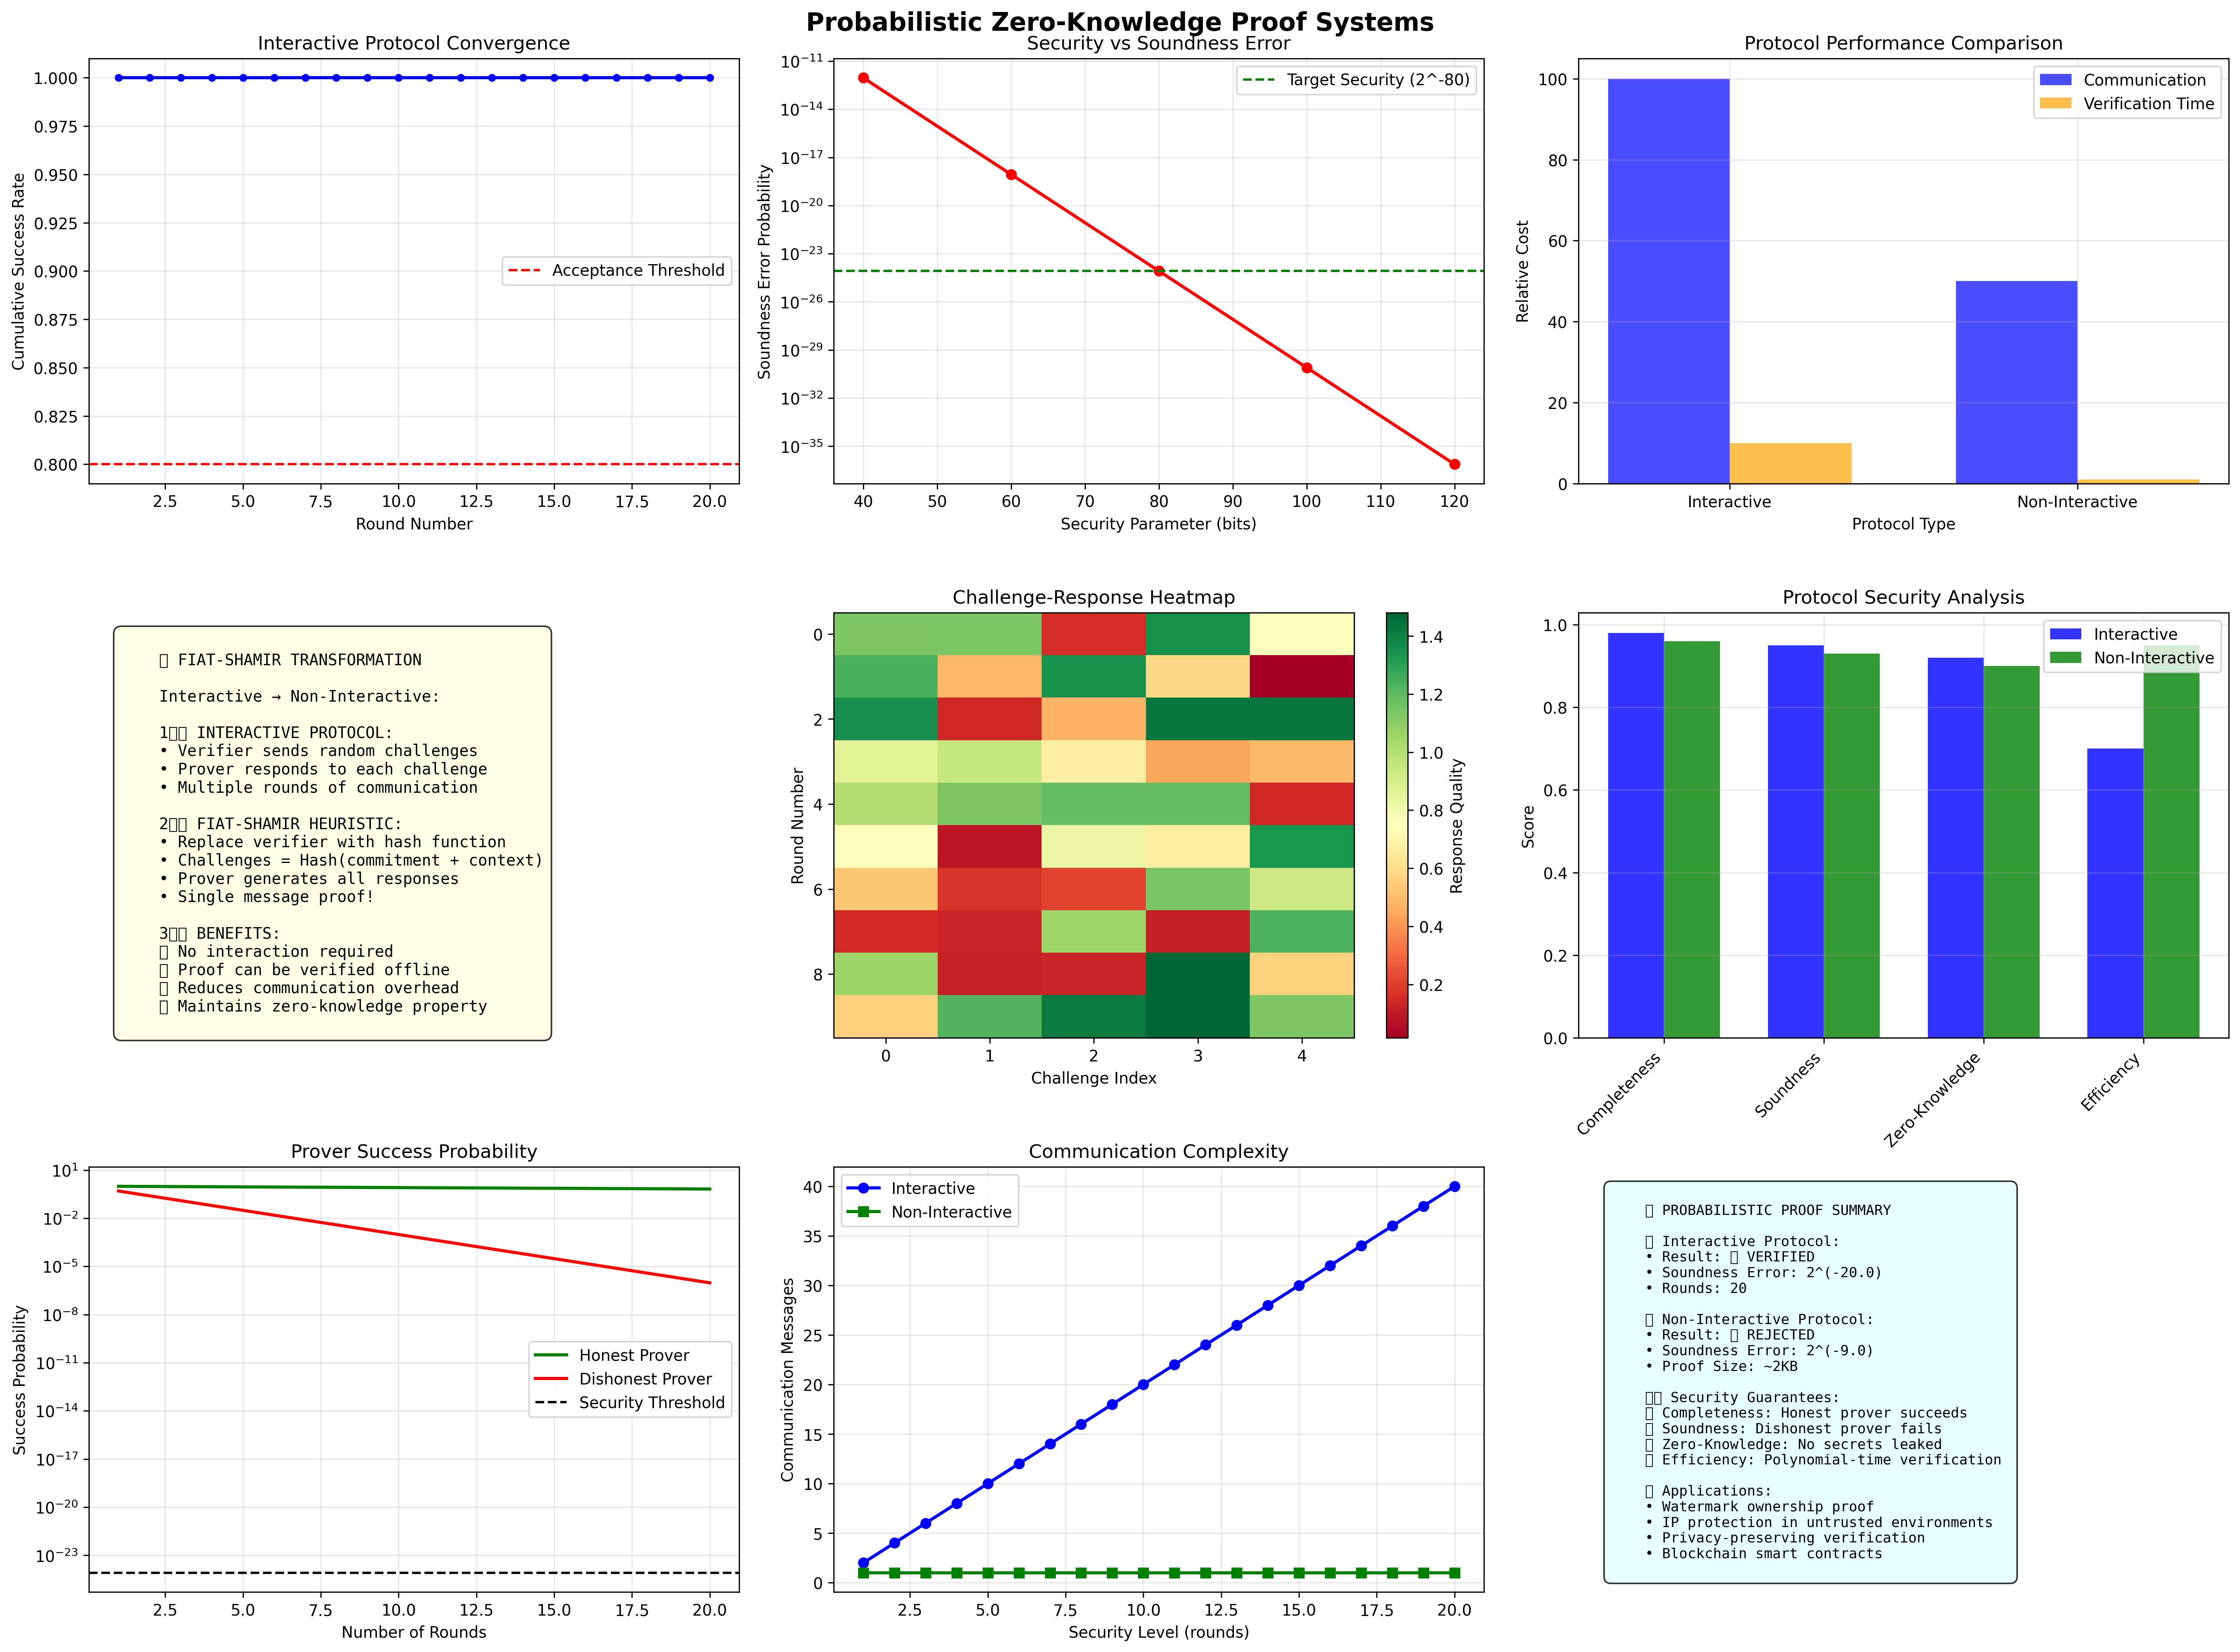 Probabilistic Zero-Knowledge Proof Systems
Interactive Protocol Convergence
Cumulative Success Rate
1.000
0.975
0.950
0.925
0.900
0.875
0.850
0.825
0.800
Acceptance Threshold
2.5 5.0 7.5 10.0 12.5 15.0 17.5 20.0
Round Number
Security vs Soundness Error
Soundness Error Probability
10^-11
10^-14
10^-17
10^-20
10^-23
10^-26
10^-29
10^-32
10^-35
Target Security (2^-80)
40 50 60 70 80 90 100 110 120
Security Parameter (bits)
Protocol Performance Comparison
Relative Cost
100
80
60
40
20
0
Communication
Verification Time
Interactive Non-Interactive
Protocol Type
FIAT-SHAMIR TRANSFORMATION
Interactive → Non-Interactive:
1 INTERACTIVE PROTOCOL:
• Verifier sends random challenges
• Prover responds to each challenge
• Multiple rounds of communication
2 FIAT-SHAMIR HEURISTIC:
• Replace verifier with hash function
• Challenges = Hash(commitment + context)
• Prover generates all responses
• Single message proof!
3 BENEFITS:
No interaction required
Proof can be verified offline
Reduces communication overhead
Maintains zero-knowledge property
Challenge-Response Heatmap
Round Number
0
2
4
6
8
0 1 2 3 4
Challenge Index
1.4
1.2
1.0
0.8
0.6
0.4
0.2
Response Quality
Protocol Security Analysis
Score
1.0
0.8
0.6
0.4
0.2
0.0
Interactive
Non-Interactive
Completeness
Soundness
Zero-Knowledge
Efficiency
Prover Success Probability
Success Probability
10^1
10^-2
10^-5
10^-8
10^-11
10^-14
10^-17
10^-20
10^-23
Honest Prover
Dishonest Prover
Security Threshold
2.5 5.0 7.5 10.0 12.5 15.0 17.5 20.0
Number of Rounds
Communication Complexity
Communication Messages
40
35
30
25
20
15
10
5
0
Interactive
Non-Interactive
2.5 5.0 7.5 10.0 12.5 15.0 17.5 20.0
Security Level (rounds)
PROBABILISTIC PROOF SUMMARY
Interactive Protocol:
• Result: VERIFIED
• Soundness Error: 2^(-20.0)
• Rounds: 20
Non-Interactive Protocol:
• Result: REJECTED
• Soundness Error: 2^(-9.0)
• Proof Size: ~2KB
Security Guarantees:
Completeness: Honest prover succeeds
Soundness: Dishonest prover fails
Zero-Knowledge: No secrets leaked
Efficiency: Polynomial-time verification
Applications:
• Watermark ownership proof
• IP protection in untrusted environments
• Privacy-preserving verification
• Blockchain smart contracts